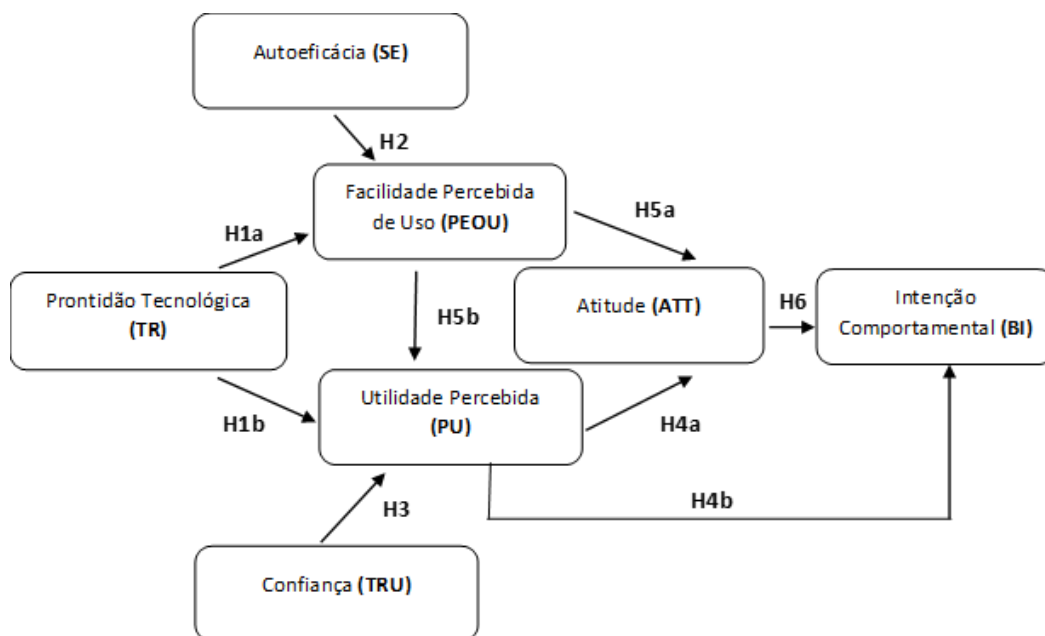 Autoeficácia (SE)
H2
Facilidade Percebida
de Uso (PEOU)
H5a
H1a
Prontidão Tecnológica
(TR)
H5b
Atitude (ATT)
H6
Intenção
Comportamental (BI)
H1b
Utilidade Percebida
(PU)
H4a
H3
H4b
Confiança (TRU)